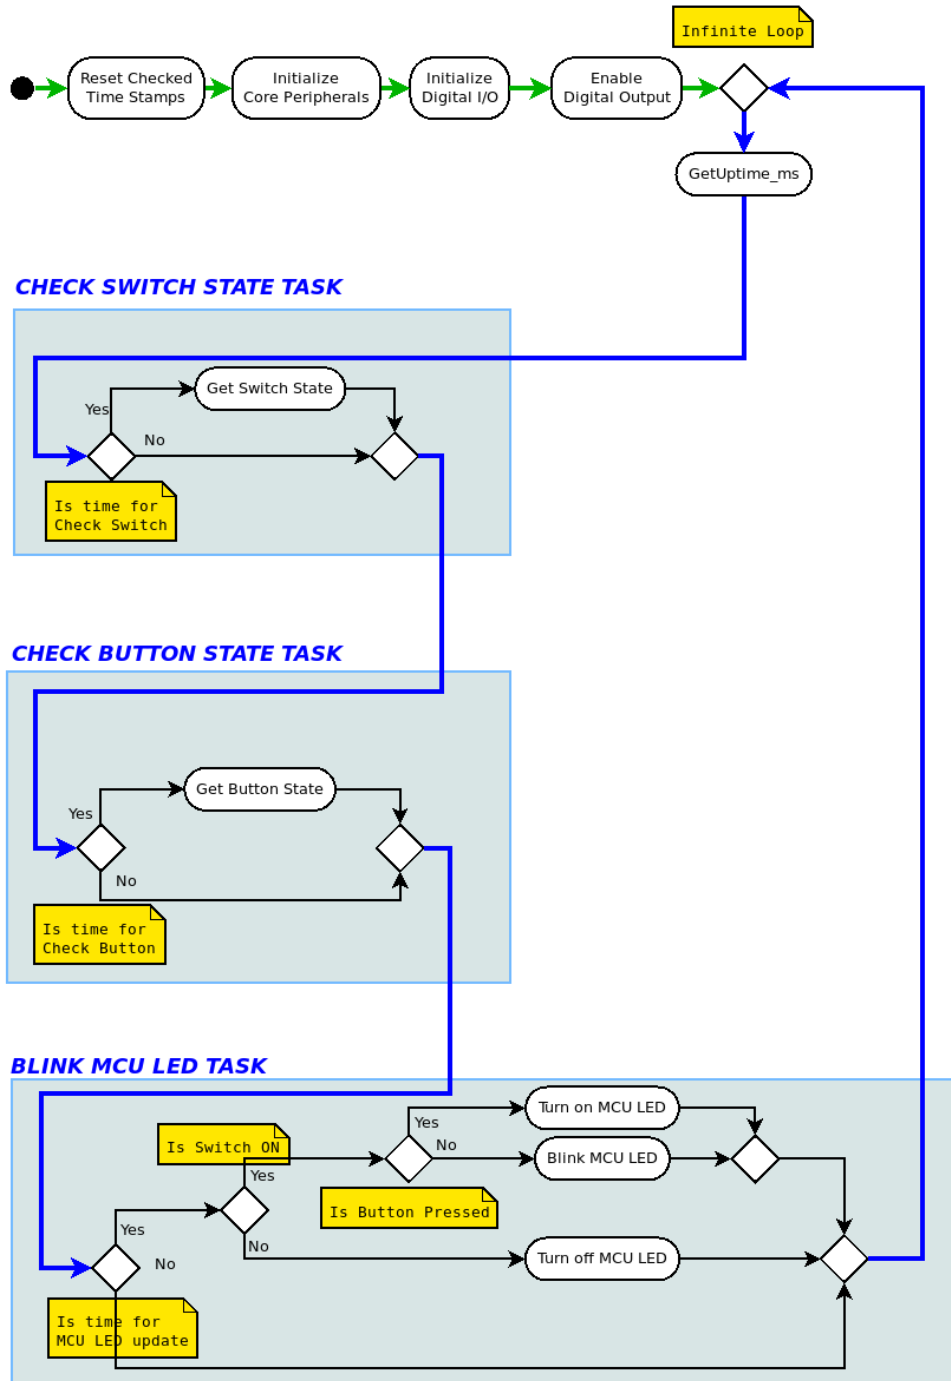 Infinite Loop
Reset Checked
Time Stamps
Initialize
Core Peripherals
Initialize
Digital I/O
Enable
Digital Output
GetUptime_ms
CHECK SWITCH STATE TASK
Get Switch State
Yes
No
Is time for
Check Switch
CHECK BUTTON STATE TASK
Get Button State
Yes
No
Is time for
Check Button
BLINK MCU LED TASK
Turn on MCU LED
Yes
Is Switch ON
No
Blink MCU LED
Yes
Is Button Pressed
Yes
No
Turn off MCU LED
No
Is time for
MCU LED update